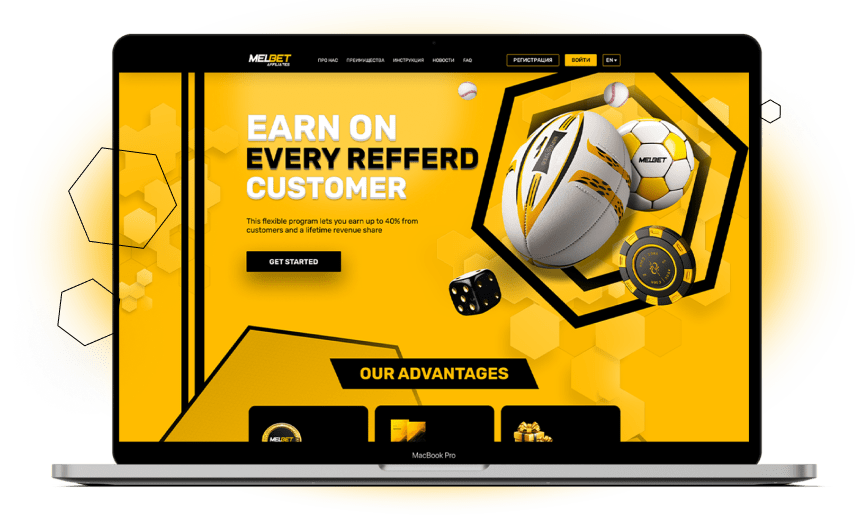 MELBET
AFFILIATES
ПРО НАС
ПРЕИМУЩЕСТВА
ИНСТРУКЦИЯ
НОВОСТИ
FAQ
РЕГИСТРАЦИЯ
ВОЙТИ
EN
EARN ON
EVERY REFFERD
CUSTOMER
This flexible program lets you earn up to 40% from
customers and a lifetime revenue share
GET STARTED
MELBET
OUR ADVANTAGES
MELBET
MacBook Pro